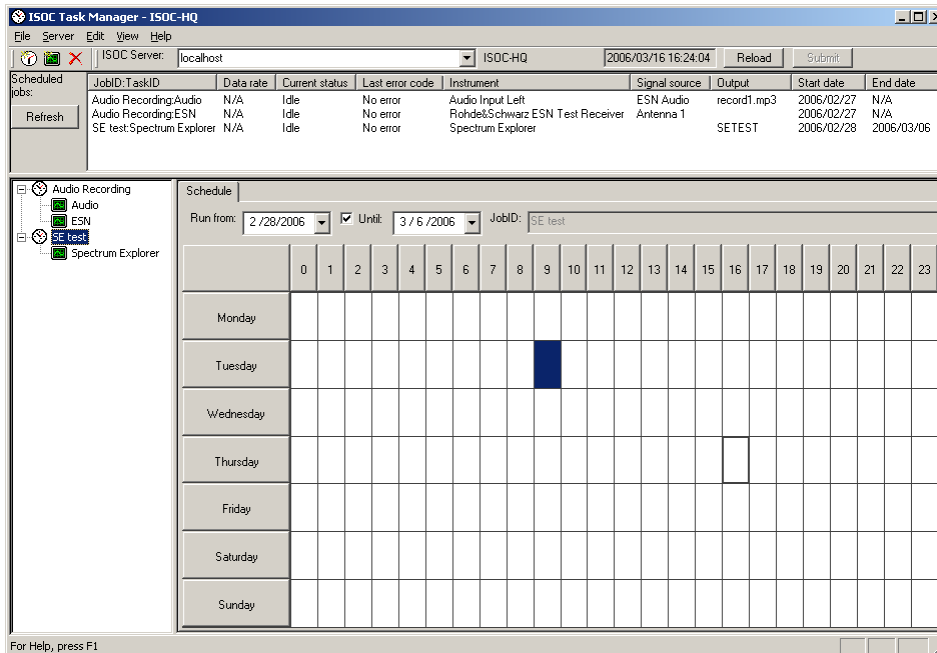 ISOC Task Manager - ISOC-HQ
File Server Edit View Help
ISOC Server: localhost ISOC-HQ 2006/03/16 16:24:04 Reload Submit
Scheduled jobs:
Refresh
JobID:TaskID Data rate Current status Last error code Instrument Signal source Output Start date End date
Audio Recording:Audio N/A Idle No error Audio Input Left ESN Audio record1.mp3 2006/02/27 N/A
Audio Recording:ESN N/A Idle No error Rohde&Schwarz ESN Test Receiver Antenna 1 2006/02/27 N/A
SE test:Spectrum Explorer N/A Idle No error Spectrum Explorer SETEST 2006/02/28 2006/03/06
Audio Recording
Audio
ESN
SE test
Spectrum Explorer
Schedule
Run from: 2 /28/2006 Until: 3 / 6 /2006 JobID: SE test
0 1 2 3 4 5 6 7 8 9 10 11 12 13 14 15 16 17 18 19 20 21 22 23
Monday
Tuesday
Wednesday
Thursday
Friday
Saturday
Sunday
For Help, press F1